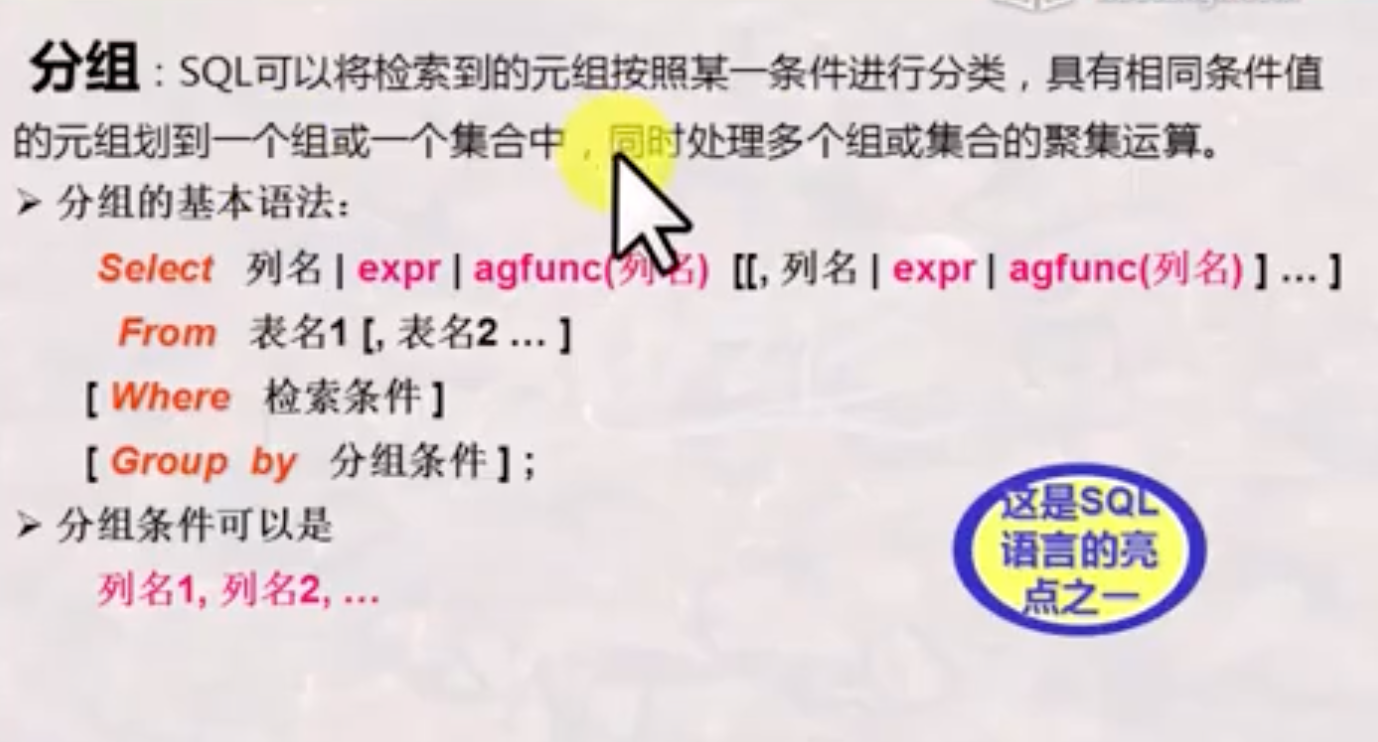 分组：SQL可以将检索到的元组按照某一条件进行分类，具有相同条件值
的元组划到一个组或一个集合中，同时处理多个组或集合的聚集运算。
➢ 分组的基本语法：
Select 列名 | expr | agfunc(列名) [[, 列名 | expr | agfunc(列名) ] … ]
From 表名1 [, 表名2 … ]
[ Where 检索条件 ]
[ Group by 分组条件 ] ;
➢ 分组条件可以是
列名1, 列名2, …
这是SQL
语言的亮
点之一